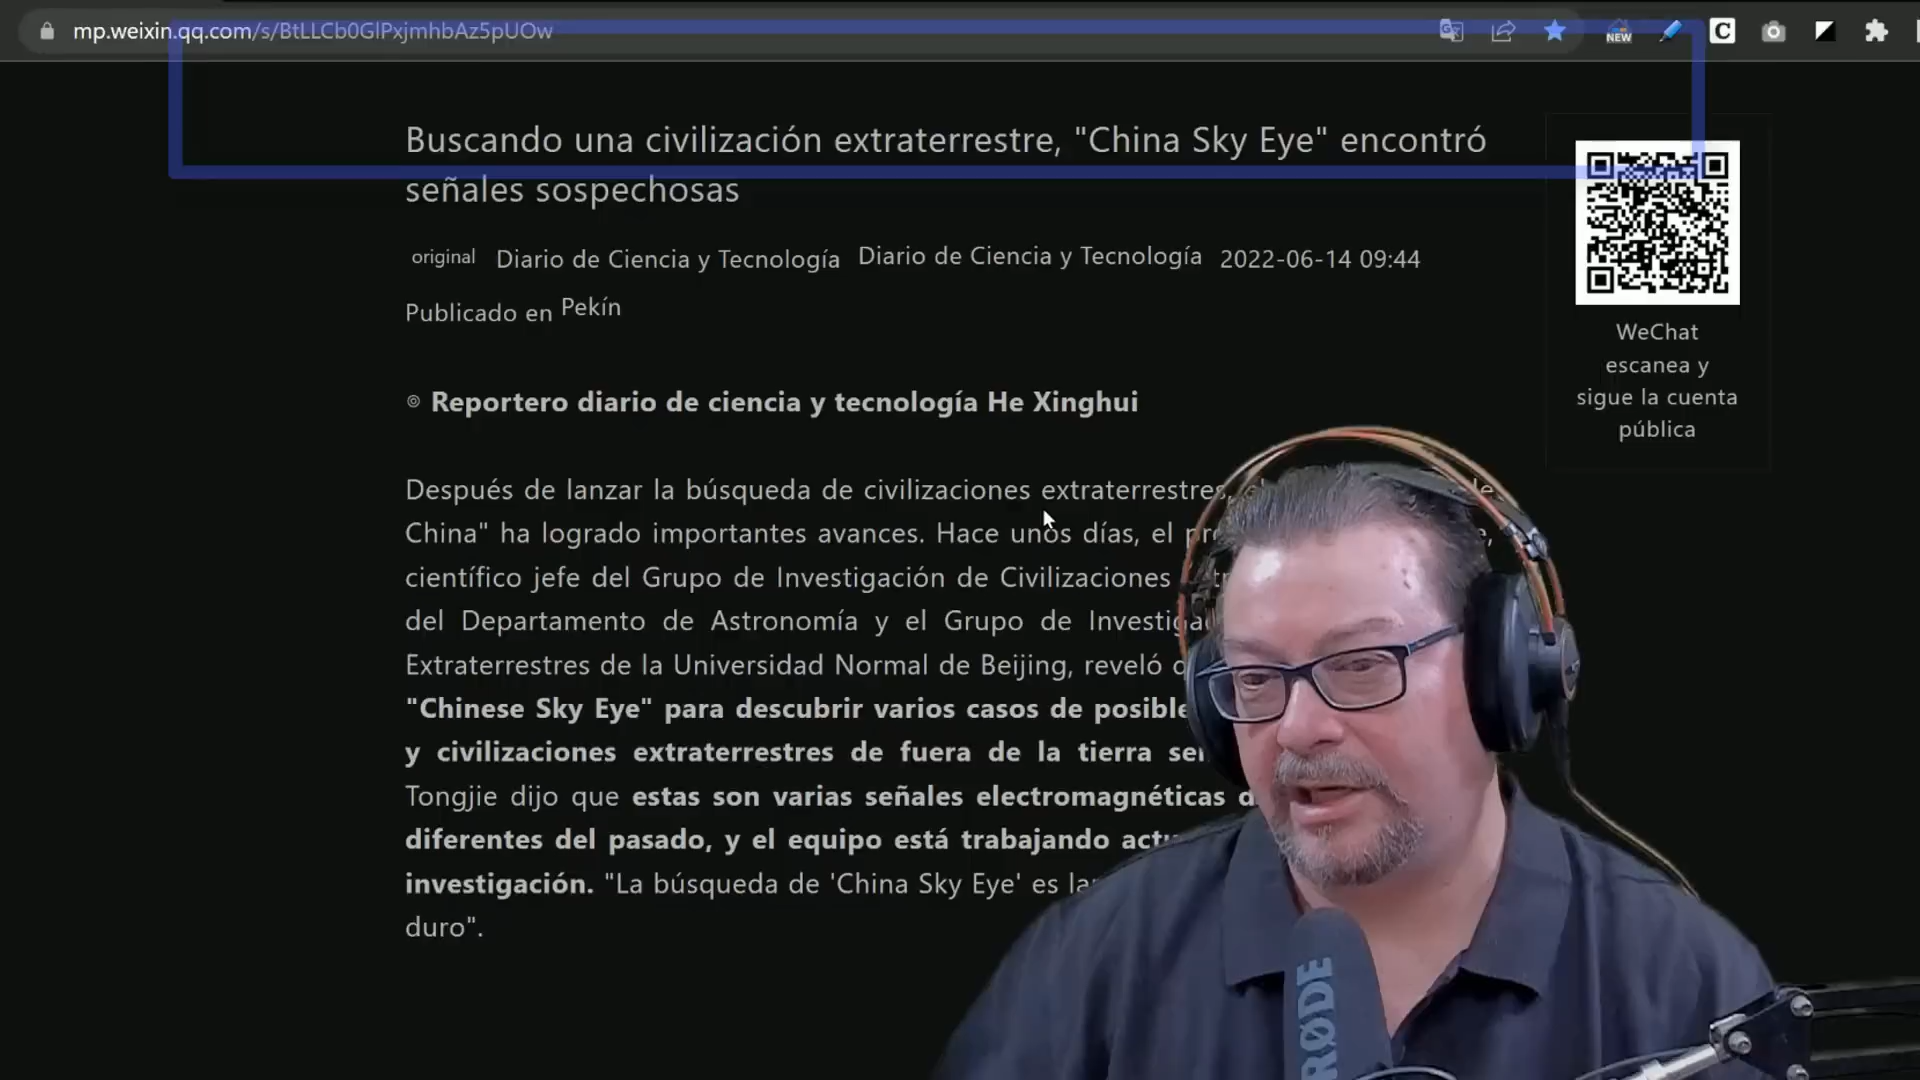 mp.weixin.qq.com/s/BtLLCb0GlPxjmhbAz5pUOw
NEW
C
Buscando una civilización extraterrestre, "China Sky Eye" encontró
señales sospechosas
original Diario de Ciencia y Tecnología Diario de Ciencia y Tecnología 2022-06-14 09:44
Publicado en Pekín
WeChat
escanea y
sigue la cuenta
pública
◎ Reportero diario de ciencia y tecnología He Xinghui
Después de lanzar la búsqueda de civilizaciones extraterrestres,
China" ha logrado importantes avances. Hace unos días, el
científico jefe del Grupo de Investigación de Civilizaciones
del Departamento de Astronomía y el Grupo de
Extraterrestres de la Universidad Normal de Beijing, reveló
"Chinese Sky Eye" para descubrir varios casos de
y civilizaciones extraterrestres de fuera de la tierra
Tongjie dijo que estas son varias señales electromagnéticas
diferentes del pasado, y el equipo está trabajando
investigación. "La búsqueda de 'China Sky Eye' es
duro".
RØDE